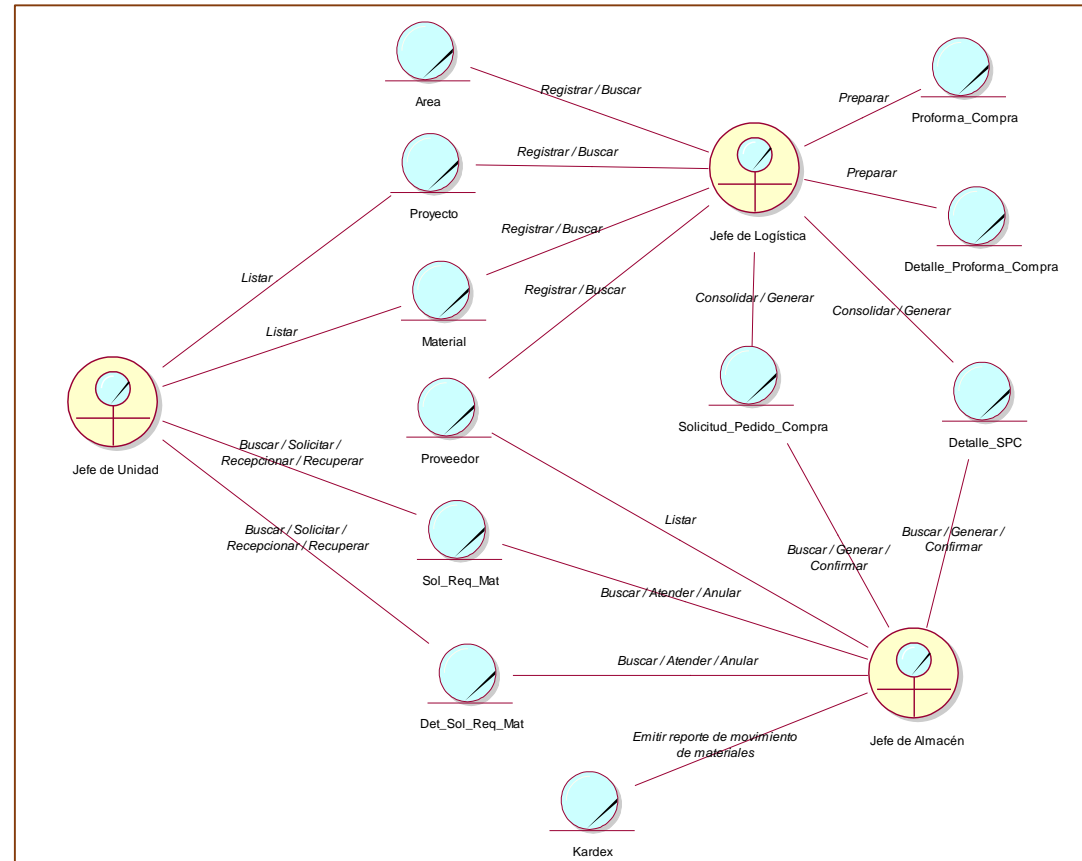 Area
Registrar / Buscar
Preparar
Proforma_Compra
Registrar / Buscar
Proyecto
Preparar
Jefe de Logística
Registrar / Buscar
Detalle_Proforma_Compra
Listar
Registrar / Buscar
Consolidar / Generar
Consolidar / Generar
Listar
Material
Jefe de Unidad
Proveedor
Solicitud_Pedido_Compra
Detalle_SPC
Buscar / Solicitar /
Recepcionar / Recuperar
Listar
Buscar / Solicitar /
Recepcionar / Recuperar
Buscar / Generar /
Confirmar
Buscar / Generar /
Confirmar
Sol_Req_Mat
Buscar / Atender / Anular
Buscar / Atender / Anular
Det_Sol_Req_Mat
Jefe de Almacén
Emitir reporte de movimiento
de materiales
Kardex